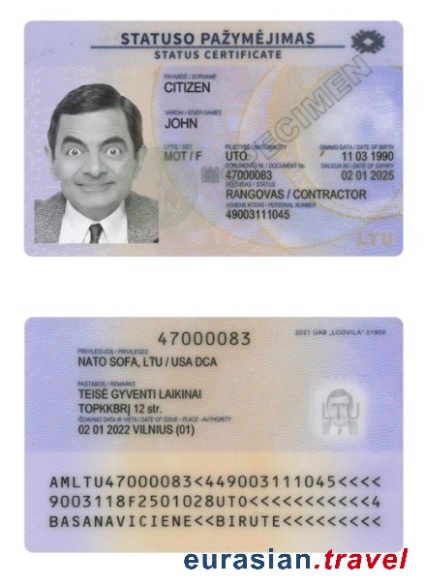 STATUSO PAŽYMĖJIMAS
STATUS CERTIFICATE
PAVARDĖ / SURNAME
CITIZEN
VARDAI / GIVEN NAMES
JOHN
LYTIS / SEX
MOT / F
PILIETYBĖ / NATIONALITY
UTO
GIMIMO DATA / DATE OF BIRTH
11 03 1990
DOKUMENTO Nr. / DOCUMENT No.
47000083
GALIOJA IKI / DATE OF EXPIRY
02 01 2025
STATUSAS / STATUS
RANGOVAS / CONTRACTOR
ASMENS KODAS / PERSONAL NUMBER
49003111045
SPECIMEN
LTU
47000083
2021 UAB „LODVILA“ 01909
PRIVILEGIJOS / PRIVILEGES
NATO SOFA, LTU / USA DCA
PASTABOS / REMARKS
TEISĖ GYVENTI LAIKINAI
TOPKKBRĮ 12 str.
IŠDAVIMO DATA IR VIETA / DATE OF ISSUE - PLACE - AUTHORITY
02 01 2022 VILNIUS (01)
LTU
AMLTU47000083<449003111045<<<<
9003118F2501028UTO<<<<<<<<<<<4
BASANAVICIENE<<BIRUTE<<<<<<<<<
eurasian.travel